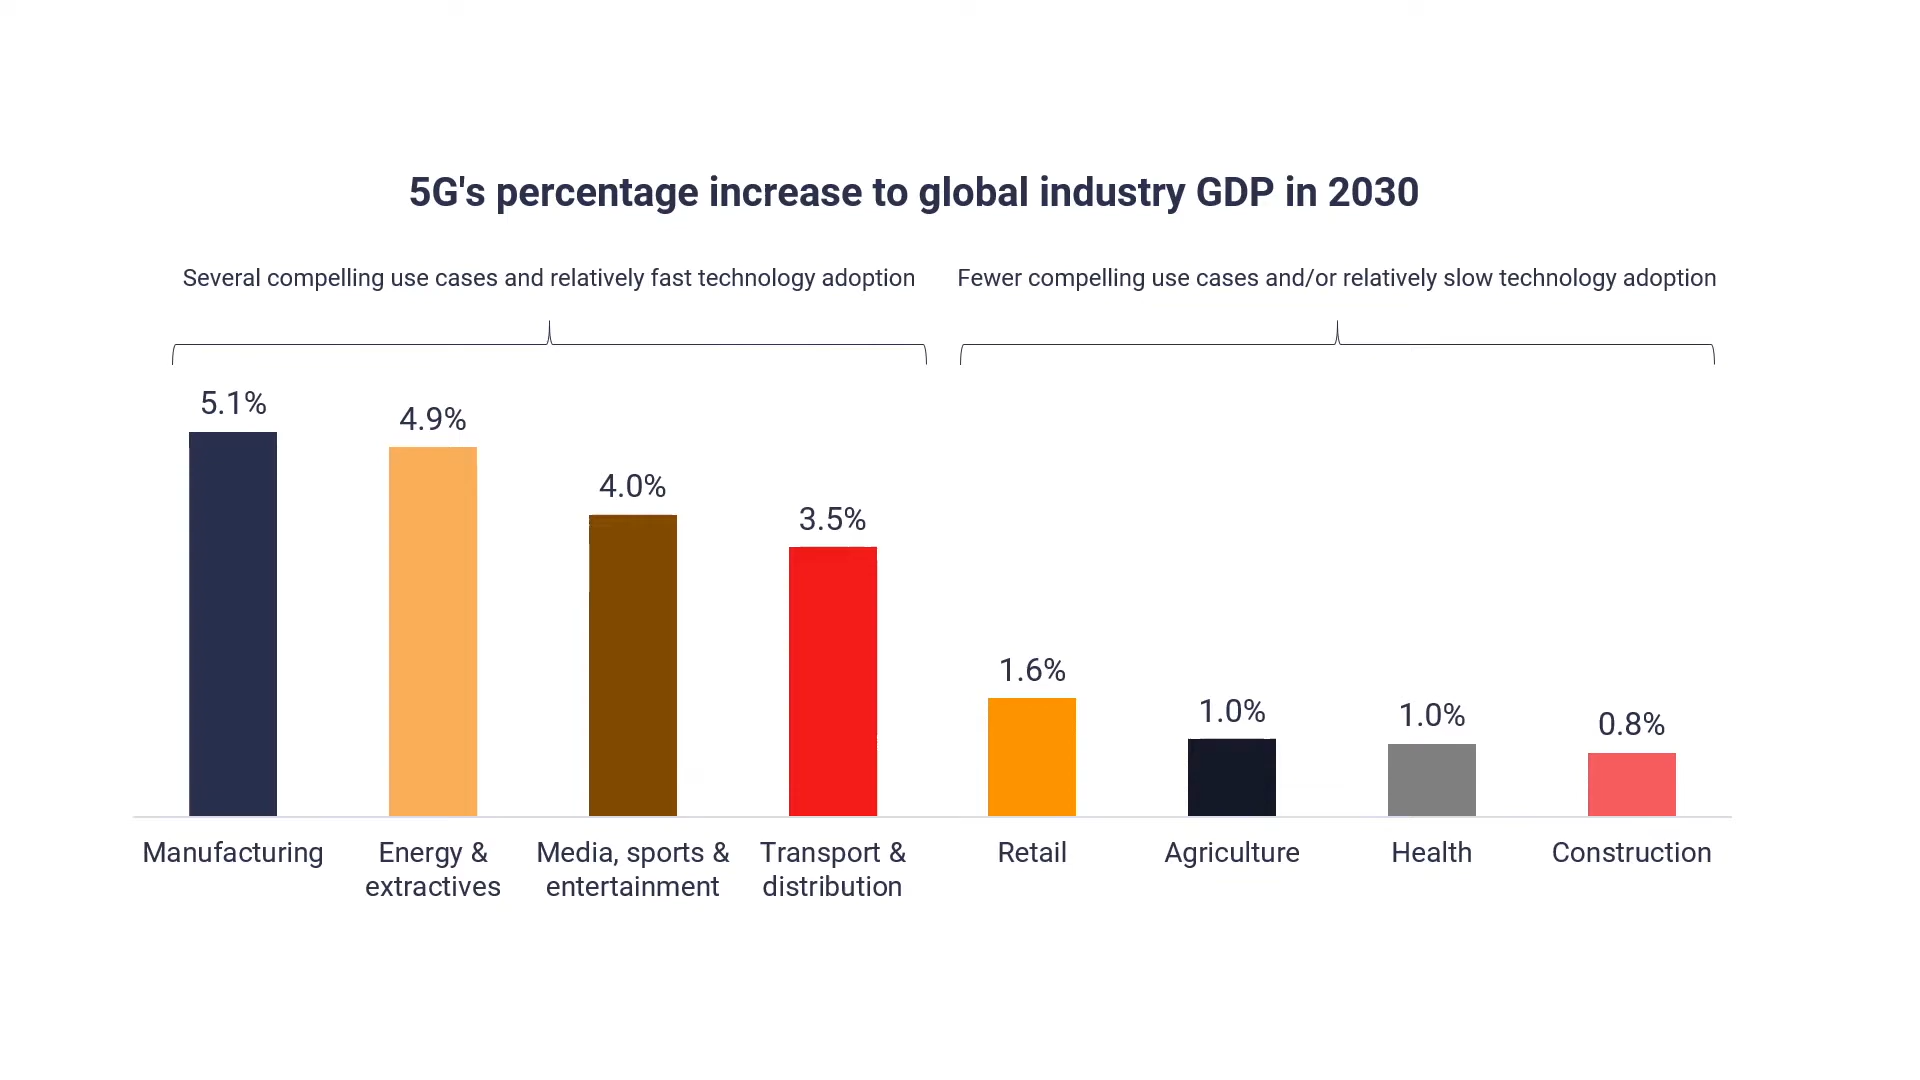 5G's percentage increase to global industry GDP in 2030
Several compelling use cases and relatively fast technology adoption
Fewer compelling use cases and/or relatively slow technology adoption
5.1%
4.9%
4.0%
3.5%
1.6%
1.0%
1.0%
0.8%
Manufacturing
Energy &
extractives
Media, sports &
entertainment
Transport &
distribution
Retail
Agriculture
Health
Construction